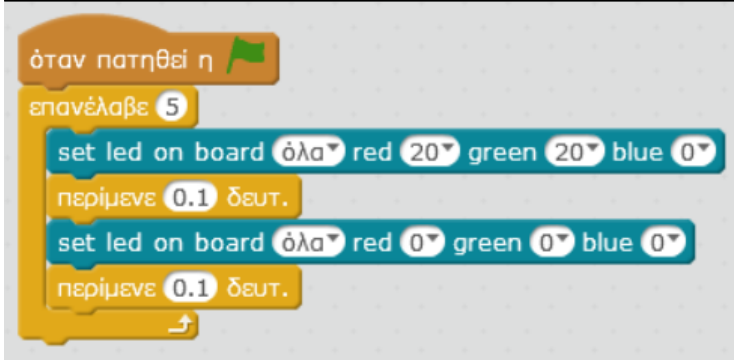 όταν πατηθεί η
επανέλαβε 5
set led on board όλα red 20 green 20 blue 0
περίμενε 0.1 δευτ.
set led on board όλα red 0 green 0 blue 0
περίμενε 0.1 δευτ.